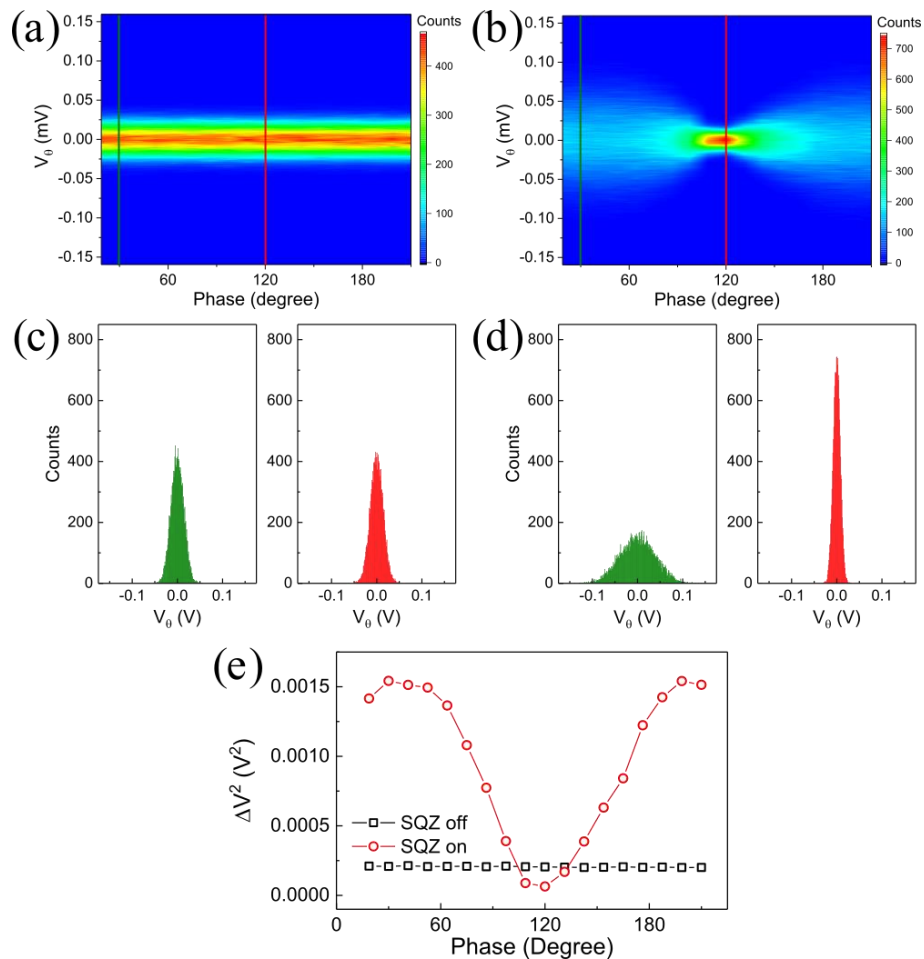 (a)
Counts
0.15
0.10
0.05
0.00
-0.05
-0.10
-0.15
V_θ (mV)
60 120 180
Phase (degree)
400
300
200
100
0
(b)
Counts
0.15
0.10
0.05
0.00
-0.05
-0.10
-0.15
V_θ (mV)
60 120 180
Phase (degree)
700
600
500
400
300
200
100
0
(c)
800
600
400
200
0
Counts
-0.1 0.0 0.1
V_θ (V)
800
600
400
200
0
-0.1 0.0 0.1
V_θ (V)
(d)
800
600
400
200
0
Counts
-0.1 0.0 0.1
V_θ (V)
800
600
400
200
0
-0.1 0.0 0.1
V_θ (V)
(e)
0.0015
0.0010
0.0005
0.0000
ΔV² (V²)
SQZ off
SQZ on
0 60 120 180
Phase (Degree)